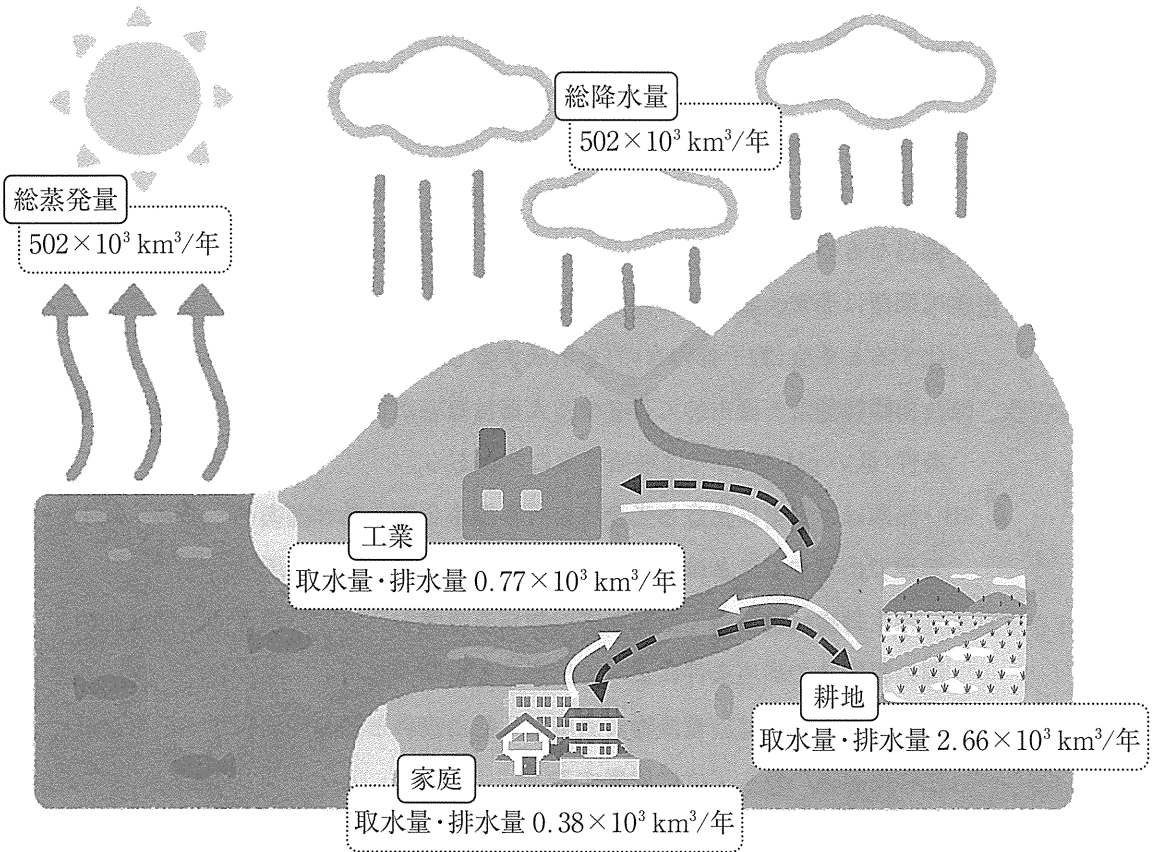 総降水量
502×10³ km³/年
総蒸発量
502×10³ km³/年
工業
取水量・排水量 0.77×10³ km³/年
耕地
取水量・排水量 2.66×10³ km³/年
家庭
取水量・排水量 0.38×10³ km³/年